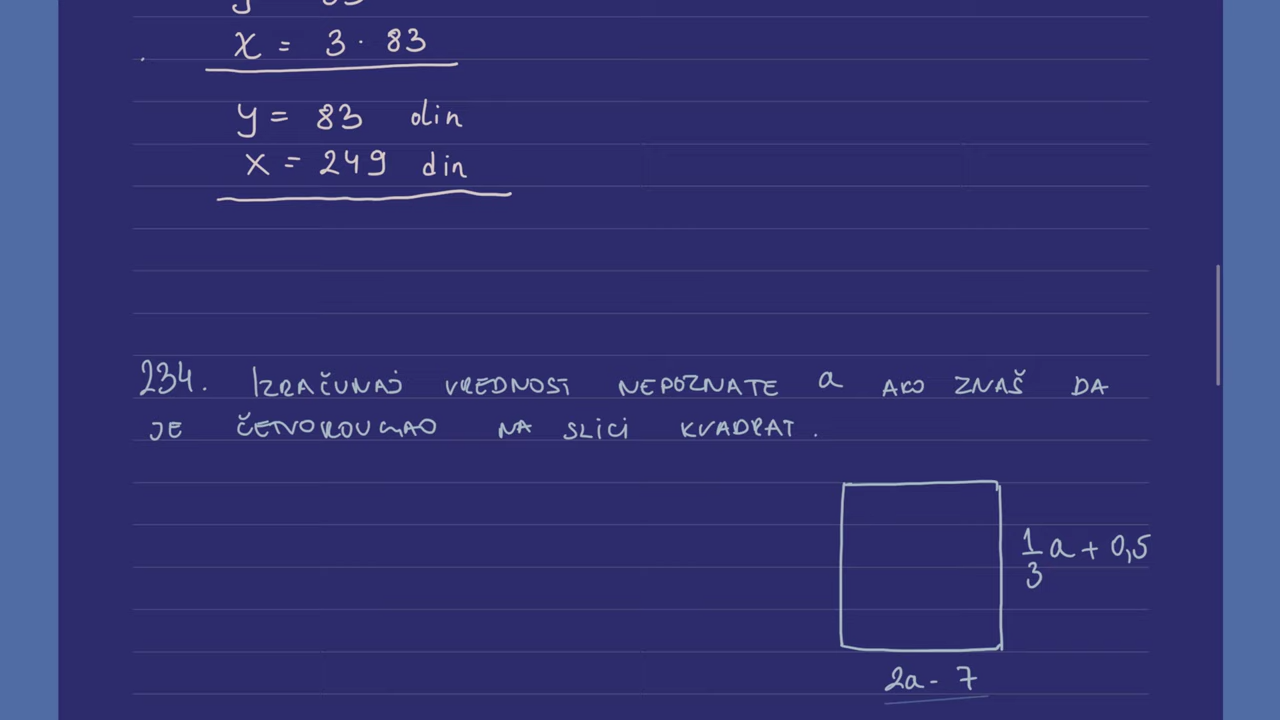 x = 3 · 83
y = 83 din
x = 249 din
234. IZRAČUNAJ VREDNOST NEPOZNATE a AKO ZNAŠ DA
JE ČETVOROUGAO NA SLICI KVADRAT.
1/3 a + 0,5
2a - 7